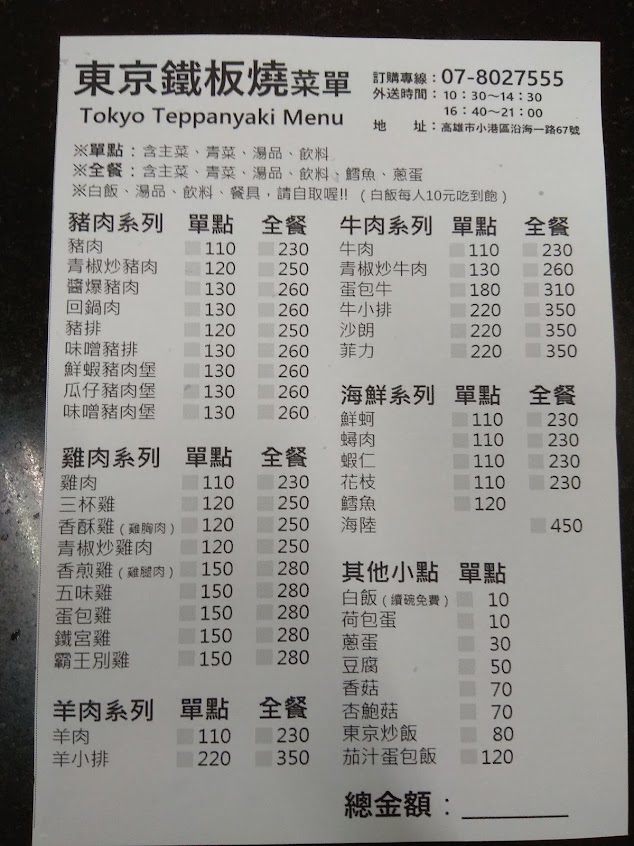 東京鐵板燒菜單
Tokyo Teppanyaki Menu
訂購專線：07-8027555
外送時間：10：30～14：30
16：40～21：00
地　　址：高雄市小港區沿海一路67號
※單點：含主菜、青菜、湯品、飲料
※全餐：含主菜、青菜、湯品、飲料、鱈魚、蔥蛋
※白飯、湯品、飲料、餐具，請自取喔!!（白飯每人10元吃到飽）
豬肉系列 單點 全餐
豬肉 110 230
青椒炒豬肉 120 250
醬爆豬肉 130 260
回鍋肉 130 260
豬排 120 250
味噌豬排 130 260
鮮蝦豬肉堡 130 260
瓜仔豬肉堡 130 260
味噌豬肉堡 130 260
雞肉系列 單點 全餐
雞肉 110 230
三杯雞 120 250
香酥雞（雞胸肉） 120 250
青椒炒雞肉 120 250
香煎雞（雞腿肉） 150 280
五味雞 150 280
蛋包雞 150 280
鐵宮雞 150 280
霸王別雞 150 280
羊肉系列 單點 全餐
羊肉 110 230
羊小排 220 350
牛肉系列 單點 全餐
牛肉 110 230
青椒炒牛肉 130 260
蛋包牛 180 310
牛小排 220 350
沙朗 220 350
菲力 220 350
海鮮系列 單點 全餐
鮮蚵 110 230
蟳肉 110 230
蝦仁 110 230
花枝 110 230
鱈魚 120
海陸 450
其他小點 單點
白飯（續碗免費） 10
荷包蛋 10
蔥蛋 30
豆腐 50
香菇 70
杏鮑菇 70
東京炒飯 80
茄汁蛋包飯 120
總金額：________